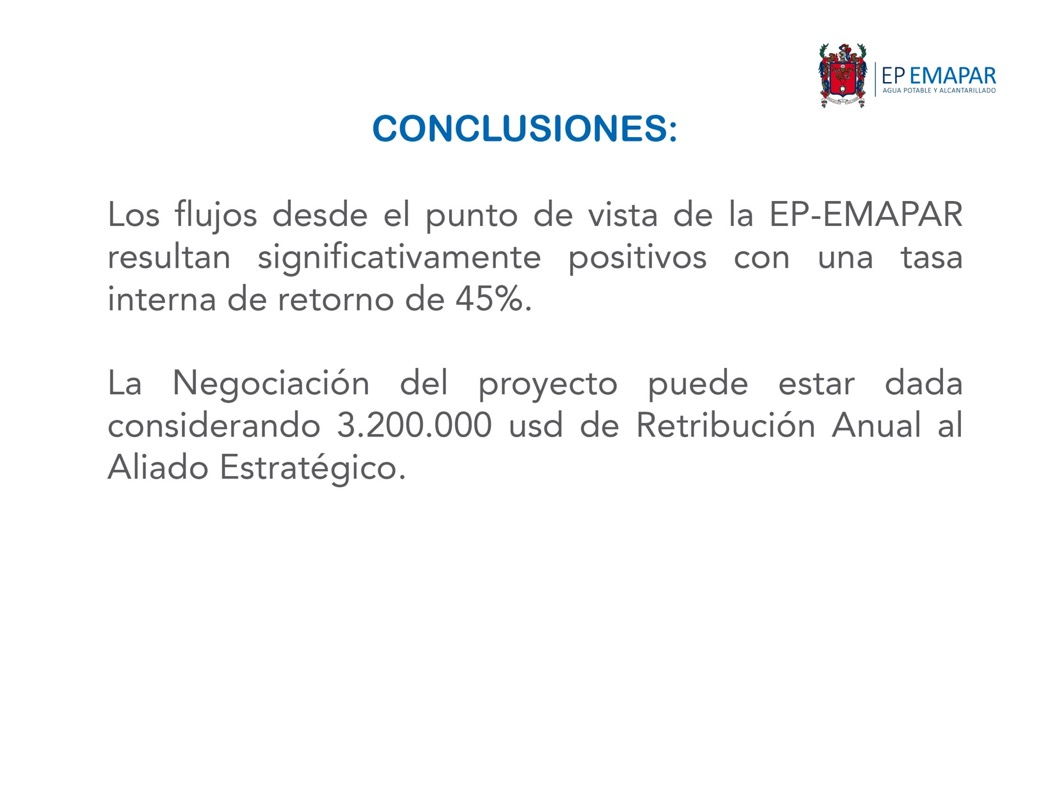 EP EMAPAR
AGUA POTABLE Y ALCANTARILLADO
CONCLUSIONES:
Los flujos desde el punto de vista de la EP-EMAPAR
resultan significativamente positivos con una tasa
interna de retorno de 45%.
La Negociación del proyecto puede estar dada
considerando 3.200.000 usd de Retribución Anual al
Aliado Estratégico.